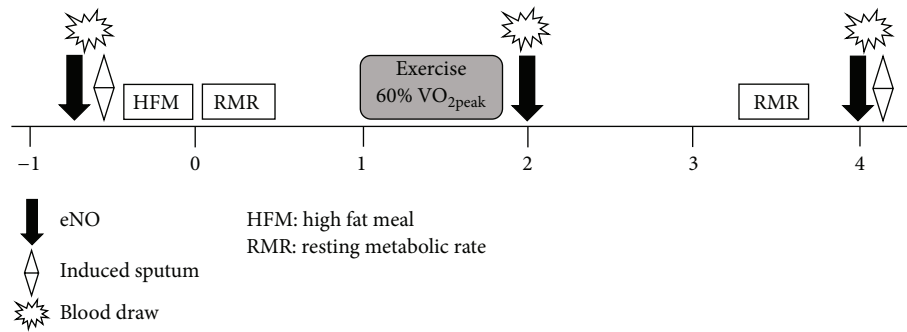 HFM
RMR
Exercise
60% VO2peak
RMR
−1
0
1
2
3
4
eNO
Induced sputum
Blood draw
HFM: high fat meal
RMR: resting metabolic rate